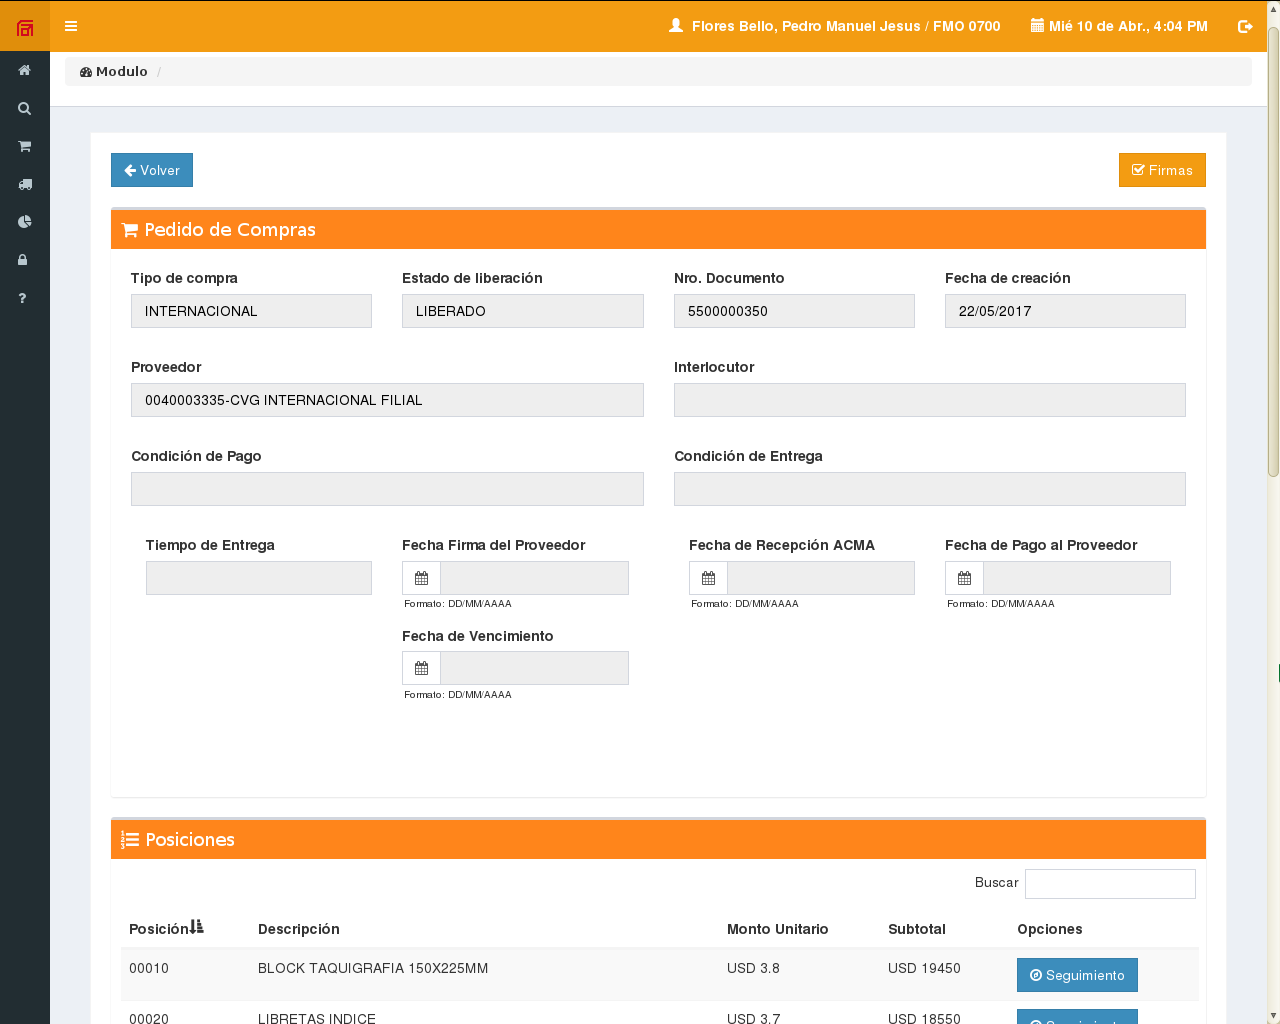 Flores Bello, Pedro Manuel Jesus / FMO 0700 Mié 10 de Abr., 4:04 PM
Modulo /
Volver Firmas
Pedido de Compras
Tipo de compra Estado de liberación Nro. Documento Fecha de creación
INTERNACIONAL LIBERADO 5500000350 22/05/2017
Proveedor Interlocutor
0040003335-CVG INTERNACIONAL FILIAL
Condición de Pago Condición de Entrega
Tiempo de Entrega Fecha Firma del Proveedor Fecha de Recepción ACMA Fecha de Pago al Proveedor
Formato: DD/MM/AAAA Formato: DD/MM/AAAA Formato: DD/MM/AAAA
Fecha de Vencimiento
Formato: DD/MM/AAAA
Posiciones
Buscar
Posición Descripción Monto Unitario Subtotal Opciones
00010 BLOCK TAQUIGRAFIA 150X225MM USD 3.8 USD 19450 Seguimiento
00020 LIBRETAS INDICE USD 3.7 USD 18550 Seguimiento